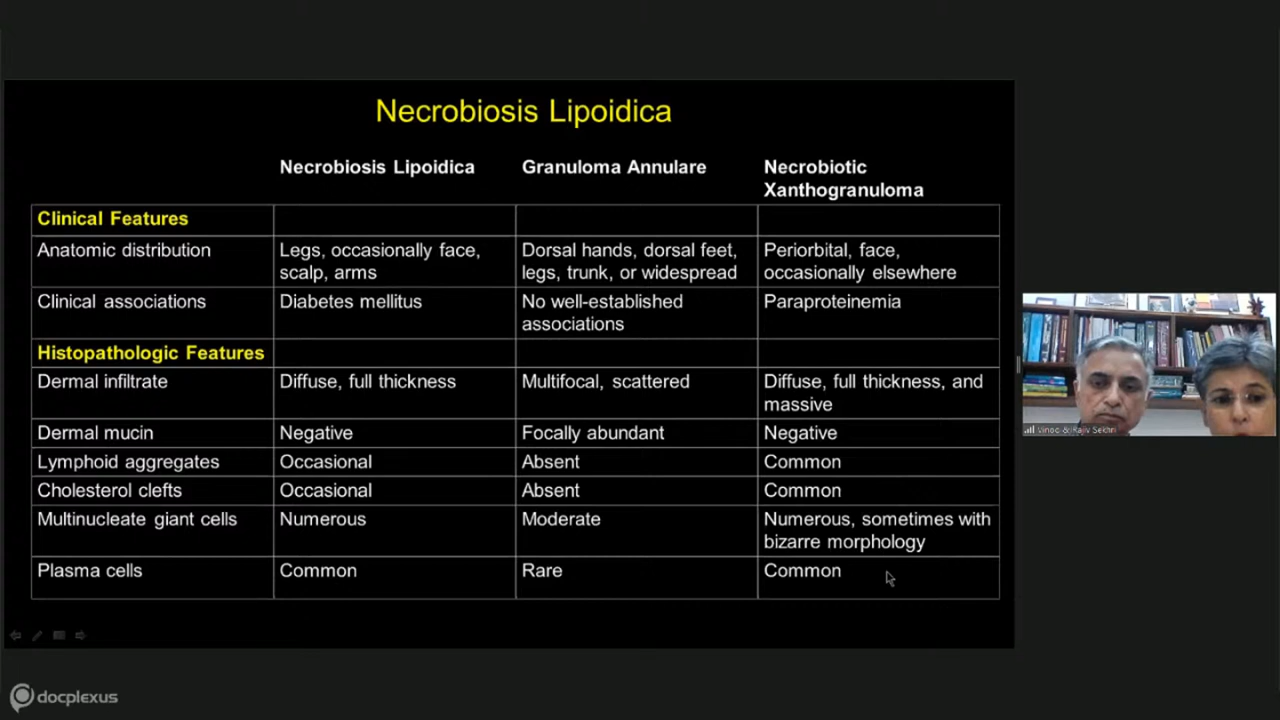 Necrobiosis Lipoidica
Necrobiosis Lipoidica Granuloma Annulare Necrobiotic
Xanthogranuloma
Clinical Features
Anatomic distribution Legs, occasionally face, Dorsal hands, dorsal feet, Periorbital, face,
scalp, arms legs, trunk, or widespread occasionally elsewhere
Clinical associations Diabetes mellitus No well-established Paraproteinemia
associations
Histopathologic Features
Dermal infiltrate Diffuse, full thickness Multifocal, scattered Diffuse, full thickness, and
massive
Dermal mucin Negative Focally abundant Negative
Lymphoid aggregates Occasional Absent Common
Cholesterol clefts Occasional Absent Common
Multinucleate giant cells Numerous Moderate Numerous, sometimes with
bizarre morphology
Plasma cells Common Rare Common
Vinod & Rajiv Sekhri
docplexus